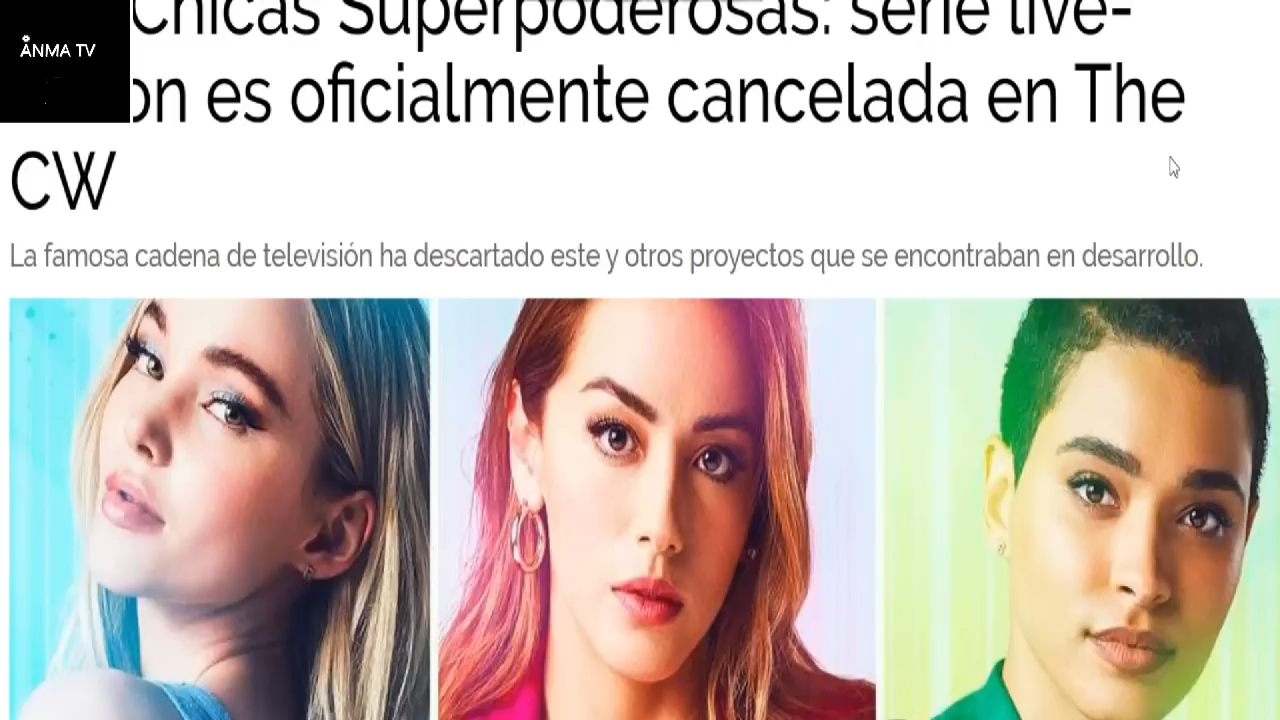 ÅNMA TV
Chicas Superpoderosas: serie live-
on es oficialmente cancelada en The
CW
La famosa cadena de televisión ha descartado este y otros proyectos que se encontraban en desarrollo.